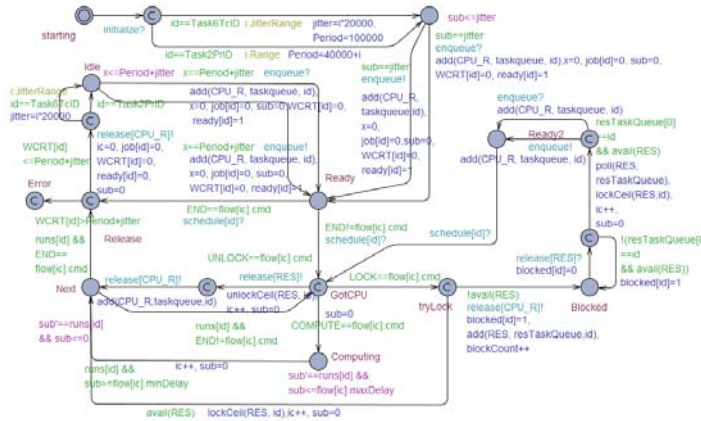 id==Task6TcID i:JitterRange jitter=i*20000,
Period=100000
initialize?
starting
id==Task2PriID i:Range Period=40000+i
sub<=jitter
sub==jitter
enqueue?
add(CPU_R, taskqueue, id),x=0, job[id]=0, sub=0,
WCRT[id]=0, ready[id]=1
Idle
x<=Period+jitter
x==Period+jitter enqueue?
add(CPU_R, taskqueue, id)
x=0, job[id]=0, sub=0,WCRT[id]=0,
ready[id]=1
sub==jitter
enqueue!
add(CPU_R,
taskqueue, id),
x=0,
job[id]=0,sub=0,
WCRT[id]=0,
ready[id]=1
i:JitterRange
id==Task6TcID
jitter=i*20000
id==Task2PriID
release[CPU_R]!
ic=0, job[id]=0,
WCRT[id]=0,
ready[id]=0,
sub=0
x==Period+jitter enqueue!
add(CPU_R, taskqueue, id),
x=0, job[id]=0, sub=0,
WCRT[id]=0, ready[id]=1
WCRT[id]
<=Period+jitter
Error
Ready
enqueue?
add(CPU_R, taskqueue, id)
Ready2
enqueue!
add(CPU_R, taskqueue, id)
resTaskQueue[0]
==id
&& avail(RES)
poll(RES,
resTaskQueue),
lockCeil(RES,id),
ic++,
sub=0
WCRT[id]>Period+jitter
END==flow[ic].cmd
schedule[id]?
END!=flow[ic].cmd
schedule[id]?
schedule[id]?
runs[id] &&
END==
flow[ic].cmd
Release
UNLOCK==flow[ic].cmd
release[RES]?
blocked[id]=0
!(resTaskQueue[0]
==id
&& avail(RES))
blocked[id]=1
Next
release[CPU_R]!
release[RES]!
LOCK==flow[ic].cmd
add(CPU_R,taskqueue,id)
unlockCeil(RES, id),
ic++, sub=0
GotCPU
tryLock
Blocked
sub'==runs[id]
&& sub<=0
runs[id] &&
END!=flow[ic].cmd
sub=0
COMPUTE==flow[ic].cmd
!avail(RES)
release[CPU_R]!
blocked[id]=1,
add(RES, resTaskQueue,id),
blockCount++
ic++, sub=0
Computing
runs[id] &&
sub>=flow[ic].minDelay
sub'==runs[id] &&
sub<=flow[ic].maxDelay
avail(RES) lockCeil(RES, id),ic++, sub=0